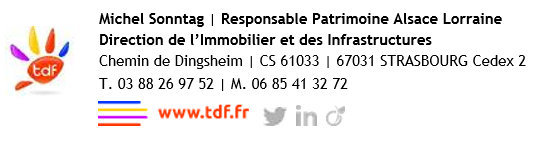 Michel Sonntag | Responsable Patrimoine Alsace Lorraine
Direction de l'Immobilier et des Infrastructures
Chemin de Dingsheim | CS 61033 | 67031 STRASBOURG Cedex 2
T. 03 88 26 97 52 | M. 06 85 41 32 72
tdf
www.tdf.fr in